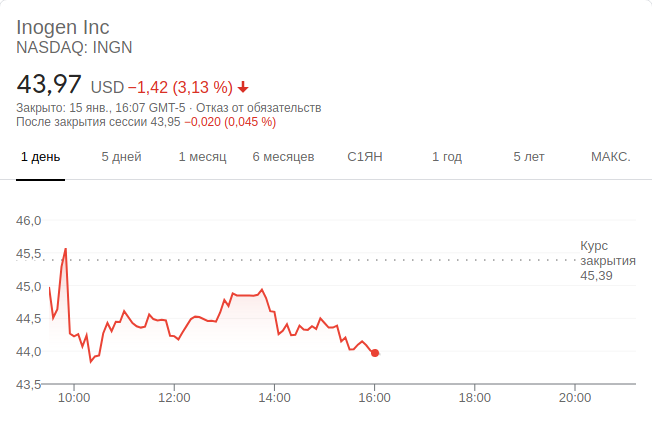 Inogen Inc
NASDAQ: INGN
43,97 USD −1,42 (3,13 %)
Закрыто: 15 янв., 16:07 GMT-5 · Отказ от обязательств
После закрытия сессии 43,95 −0,020 (0,045 %)
1 день 5 дней 1 месяц 6 месяцев С1ЯН 1 год 5 лет МАКС.
46,0
45,5
45,0
44,5
44,0
43,5
Курс
закрытия
45,39
10:00 12:00 14:00 16:00 18:00 20:00